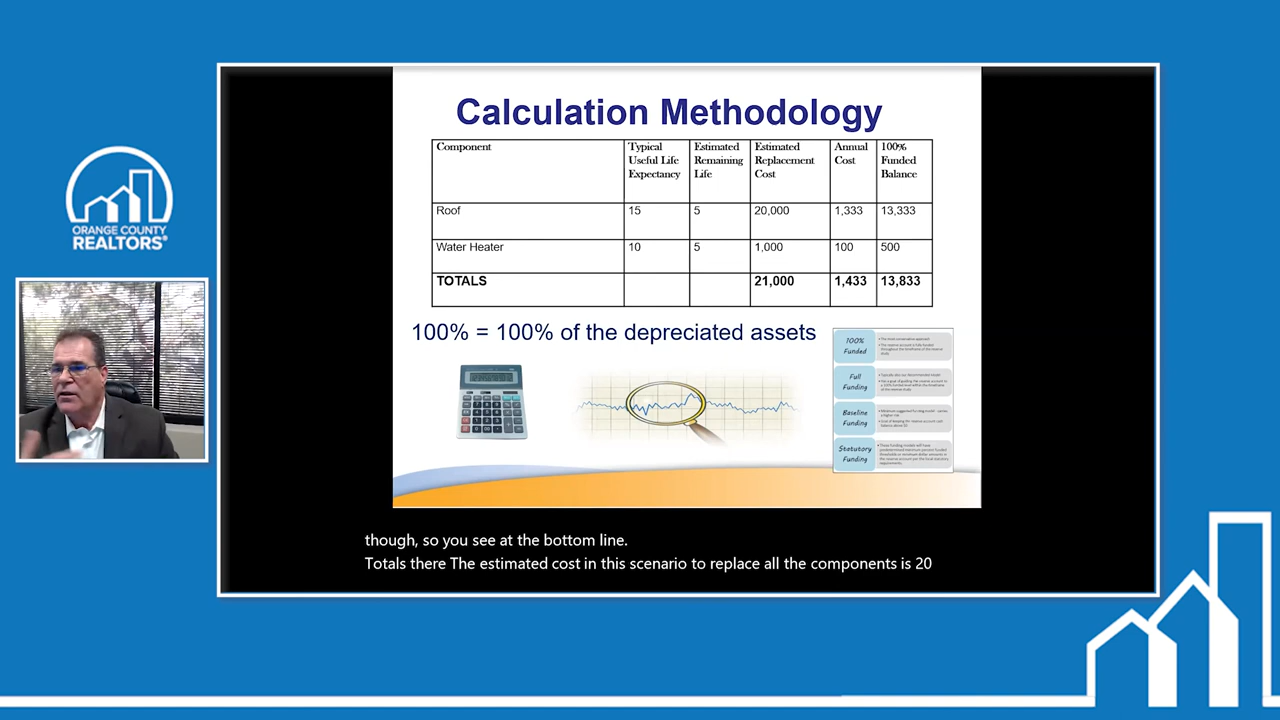 Calculation Methodology
Component
Typical Useful Life Expectancy
Estimated Remaining Life
Estimated Replacement Cost
Annual Cost
100% Funded Balance
Roof 15 5 20,000 1,333 13,333
Water Heater 10 5 1,000 100 500
TOTALS 21,000 1,433 13,833
100% = 100% of the depreciated assets
100%
Funded
Full
Funding
Baseline
Funding
Statutory
Funding
ORANGE COUNTY
REALTORS®
though, so you see at the bottom line.
Totals there The estimated cost in this scenario to replace all the components is 20